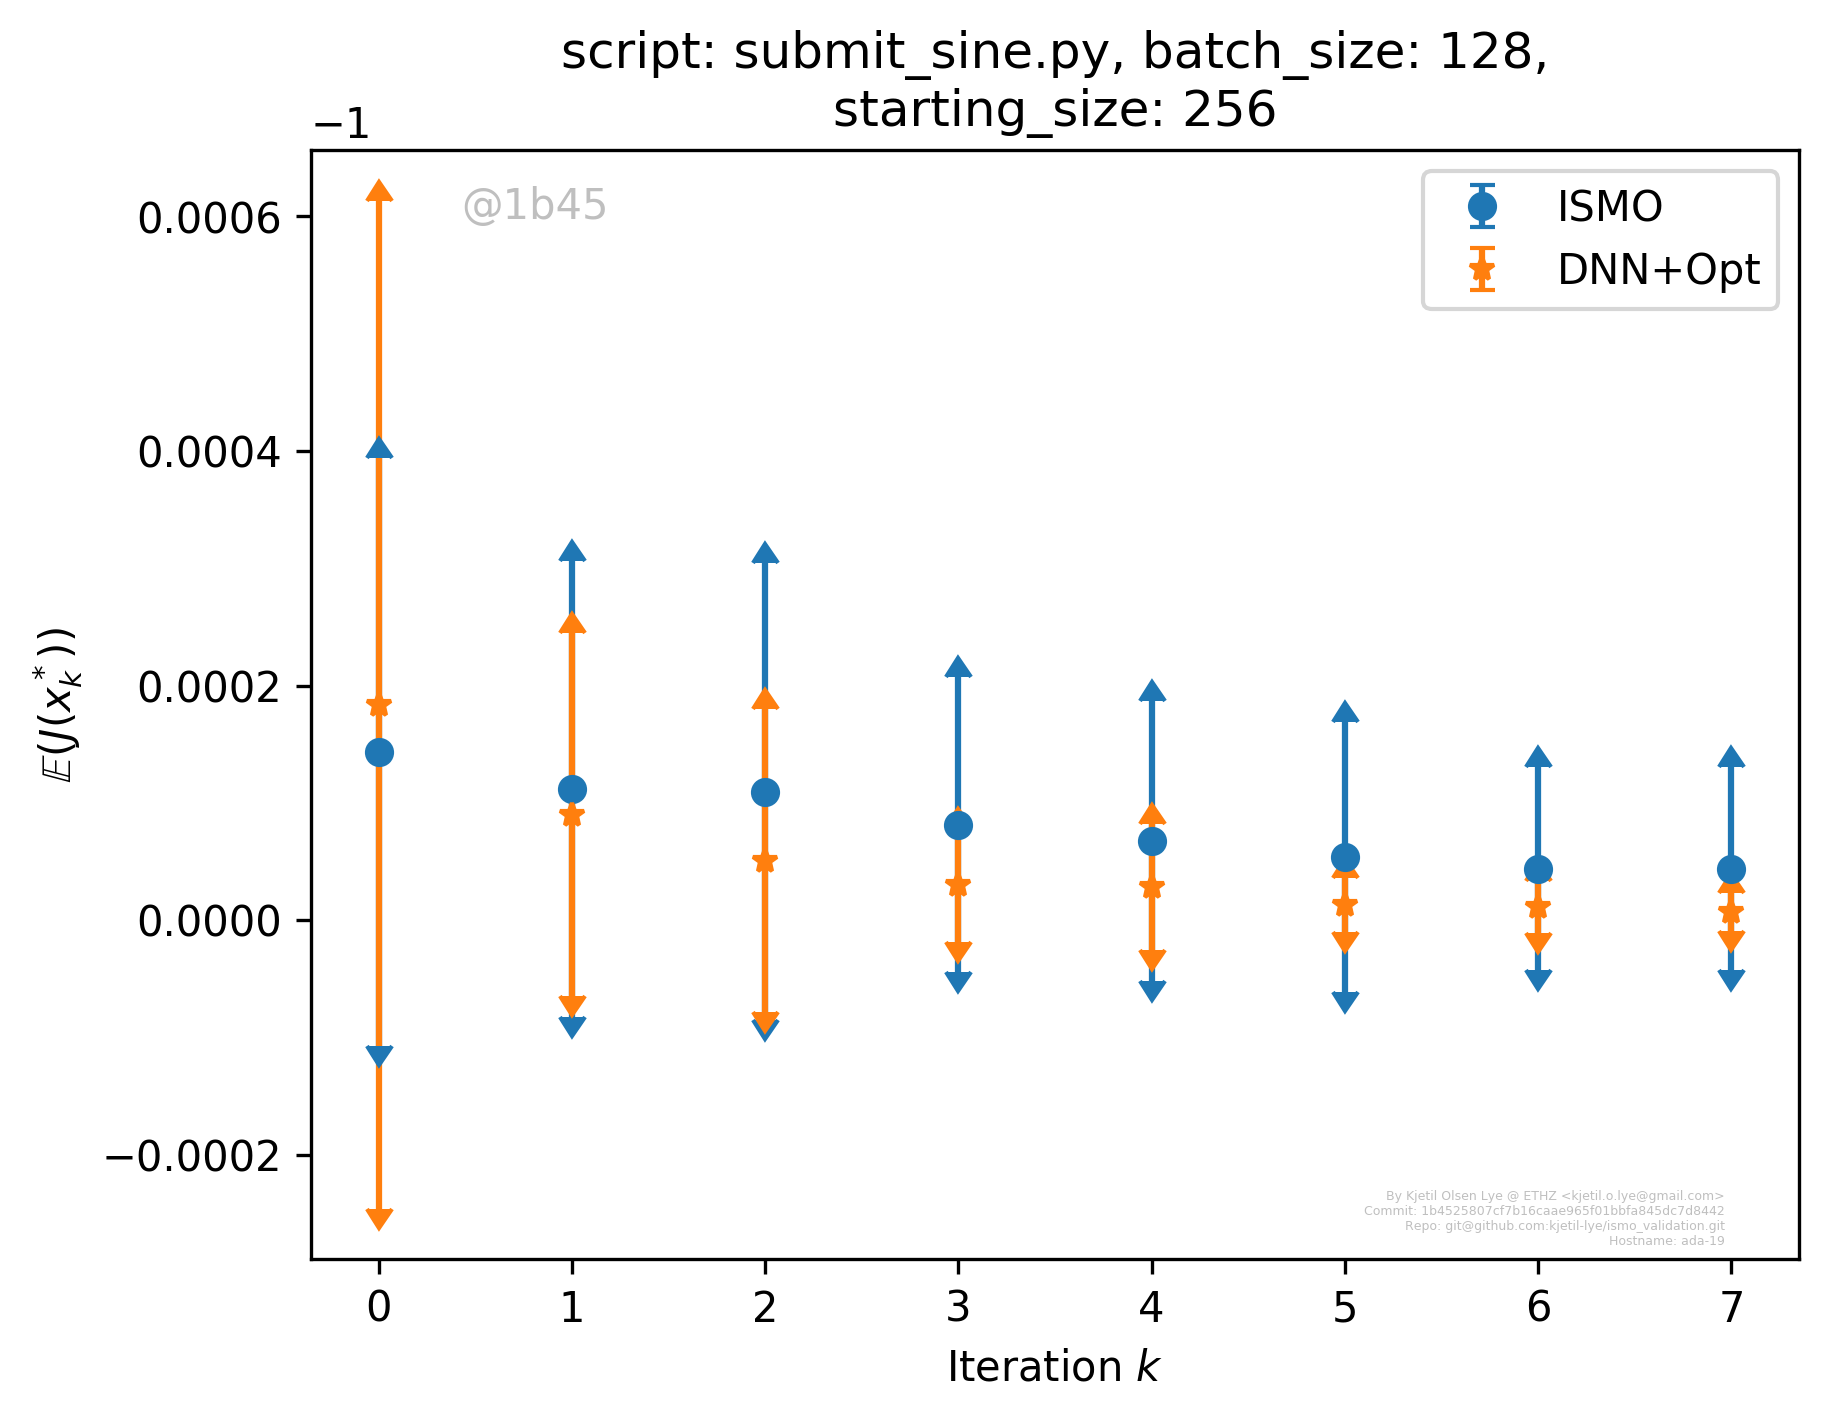 script: submit_sine.py, batch_size: 128,
starting_size: 256
−1
@1b45
ISMO
DNN+Opt
0.0006
0.0004
0.0002
0.0000
−0.0002
𝔼(J(x*k))
By Kjetil Olsen Lye @ ETHZ <kjetil.o.lye@gmail.com>
Commit: 1b4525807cf7b16caae965f01bbfa845dc7d8442
Repo: git@github.com:kjetil-lye/ismo_validation.git
Hostname: ada-19
0 1 2 3 4 5 6 7
Iteration k